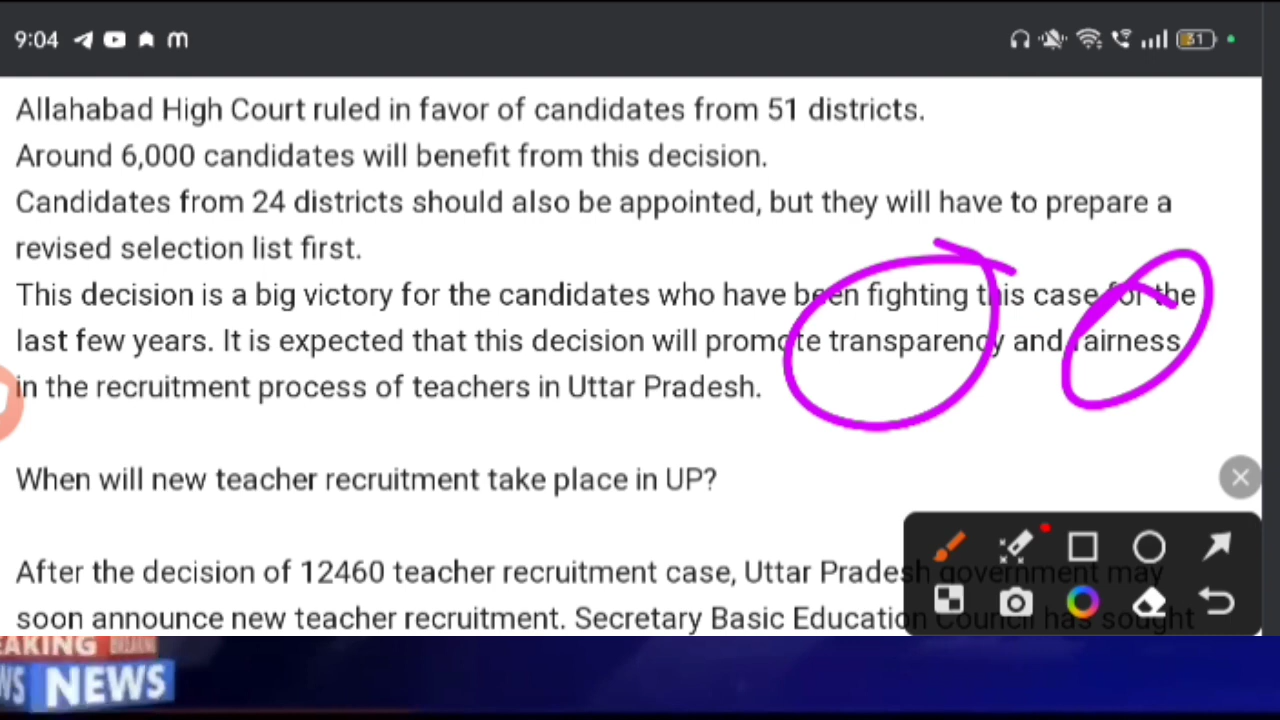 9:04 m 31
Allahabad High Court ruled in favor of candidates from 51 districts.
Around 6,000 candidates will benefit from this decision.
Candidates from 24 districts should also be appointed, but they will have to prepare a
revised selection list first.
This decision is a big victory for the candidates who have been fighting this case for the
last few years. It is expected that this decision will promote transparency and fairness
in the recruitment process of teachers in Uttar Pradesh.
When will new teacher recruitment take place in UP?
After the decision of 12460 teacher recruitment case, Uttar Pradesh government may
soon announce new teacher recruitment. Secretary Basic Education Council has sought
EAKING BREAKING
WS NEWS